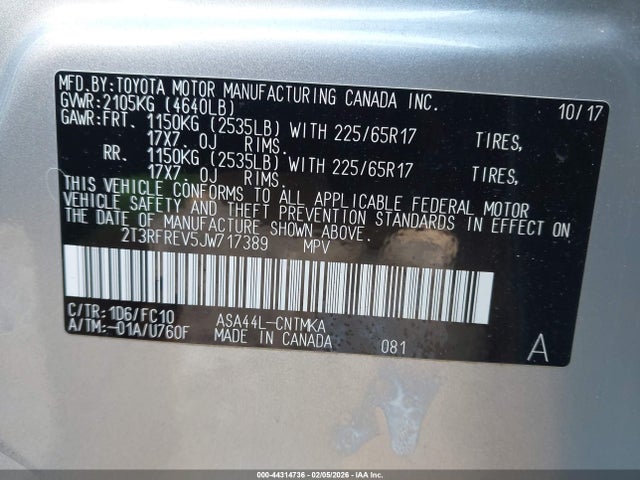 MFD.BY:TOYOTA MOTOR MANUFACTURING CANADA INC.
GVWR:2105KG (4640LB) 10/17
GAWR:FRT. 1150KG (2535LB) WITH 225/65R17 TIRES,
17X7.0J RIMS.
RR. 1150KG (2535LB) WITH 225/65R17 TIRES,
17X7.0J RIMS.
THIS VEHICLE CONFORMS TO ALL APPLICABLE FEDERAL MOTOR
VEHICLE SAFETY AND THEFT PREVENTION STANDARDS IN EFFECT
ON THE DATE OF MANUFACTURE SHOWN ABOVE.
2T3RFREV5JW717389 MPV
C/TR:1D6/FC10 ASA44L-CNTMKA
A/TM:-01A/U760F MADE IN CANADA 081 A
000-44314736 - 02/05/2026 - IAA Inc.